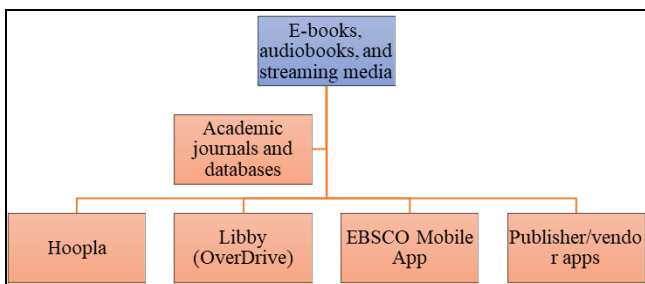 E-books,
audiobooks, and
streaming media
Academic
journals and
databases
Hoopla
Libby
(OverDrive)
EBSCO Mobile
App
Publisher/vendo
r apps